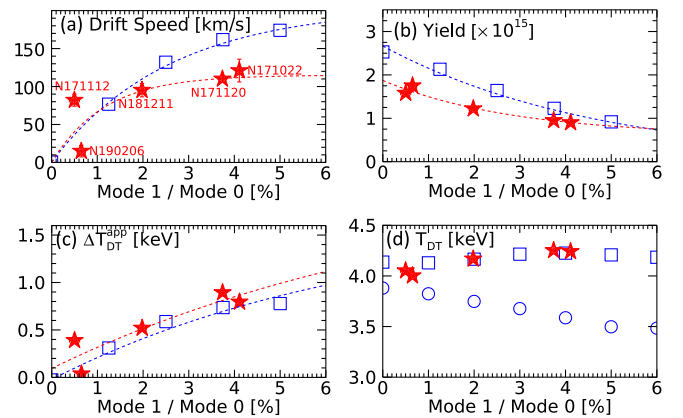 (a) Drift Speed [km/s]
200
150
100
50
0
N171112
N190206
N181211
N171120
N171022
0 1 2 3 4 5 6
Mode 1 / Mode 0 [%]
(b) Yield [×10¹⁵]
3
2
1
0
0 1 2 3 4 5 6
Mode 1 / Mode 0 [%]
(c) ΔT_DT^app [keV]
1.5
1.0
0.5
0.0
0 1 2 3 4 5 6
Mode 1 / Mode 0 [%]
(d) T_DT [keV]
4.5
4.0
3.5
3.0
0 1 2 3 4 5 6
Mode 1 / Mode 0 [%]